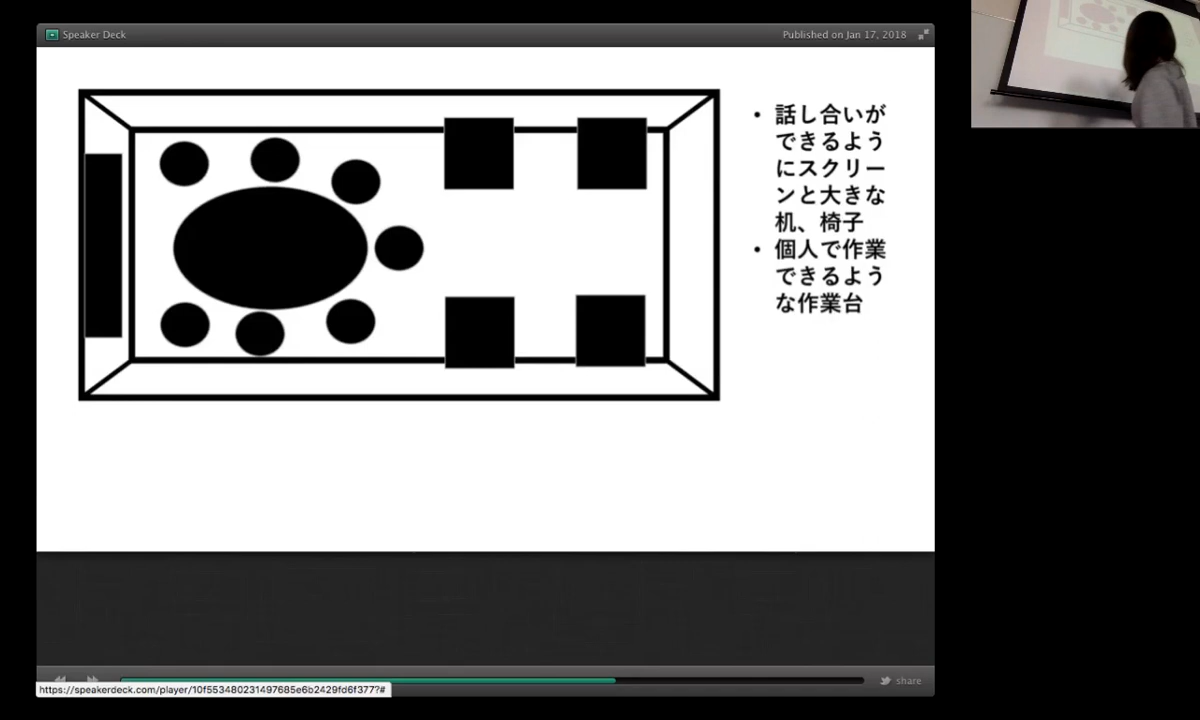 Speaker Deck
Published on Jan 17, 2018
• 話し合いが
できるよう
にスクリー
ンと大きな
机、椅子
• 個人で作業
できるよう
な作業台
share
https://speakerdeck.com/player/10f553480231497685e6b2429fd6f377?#